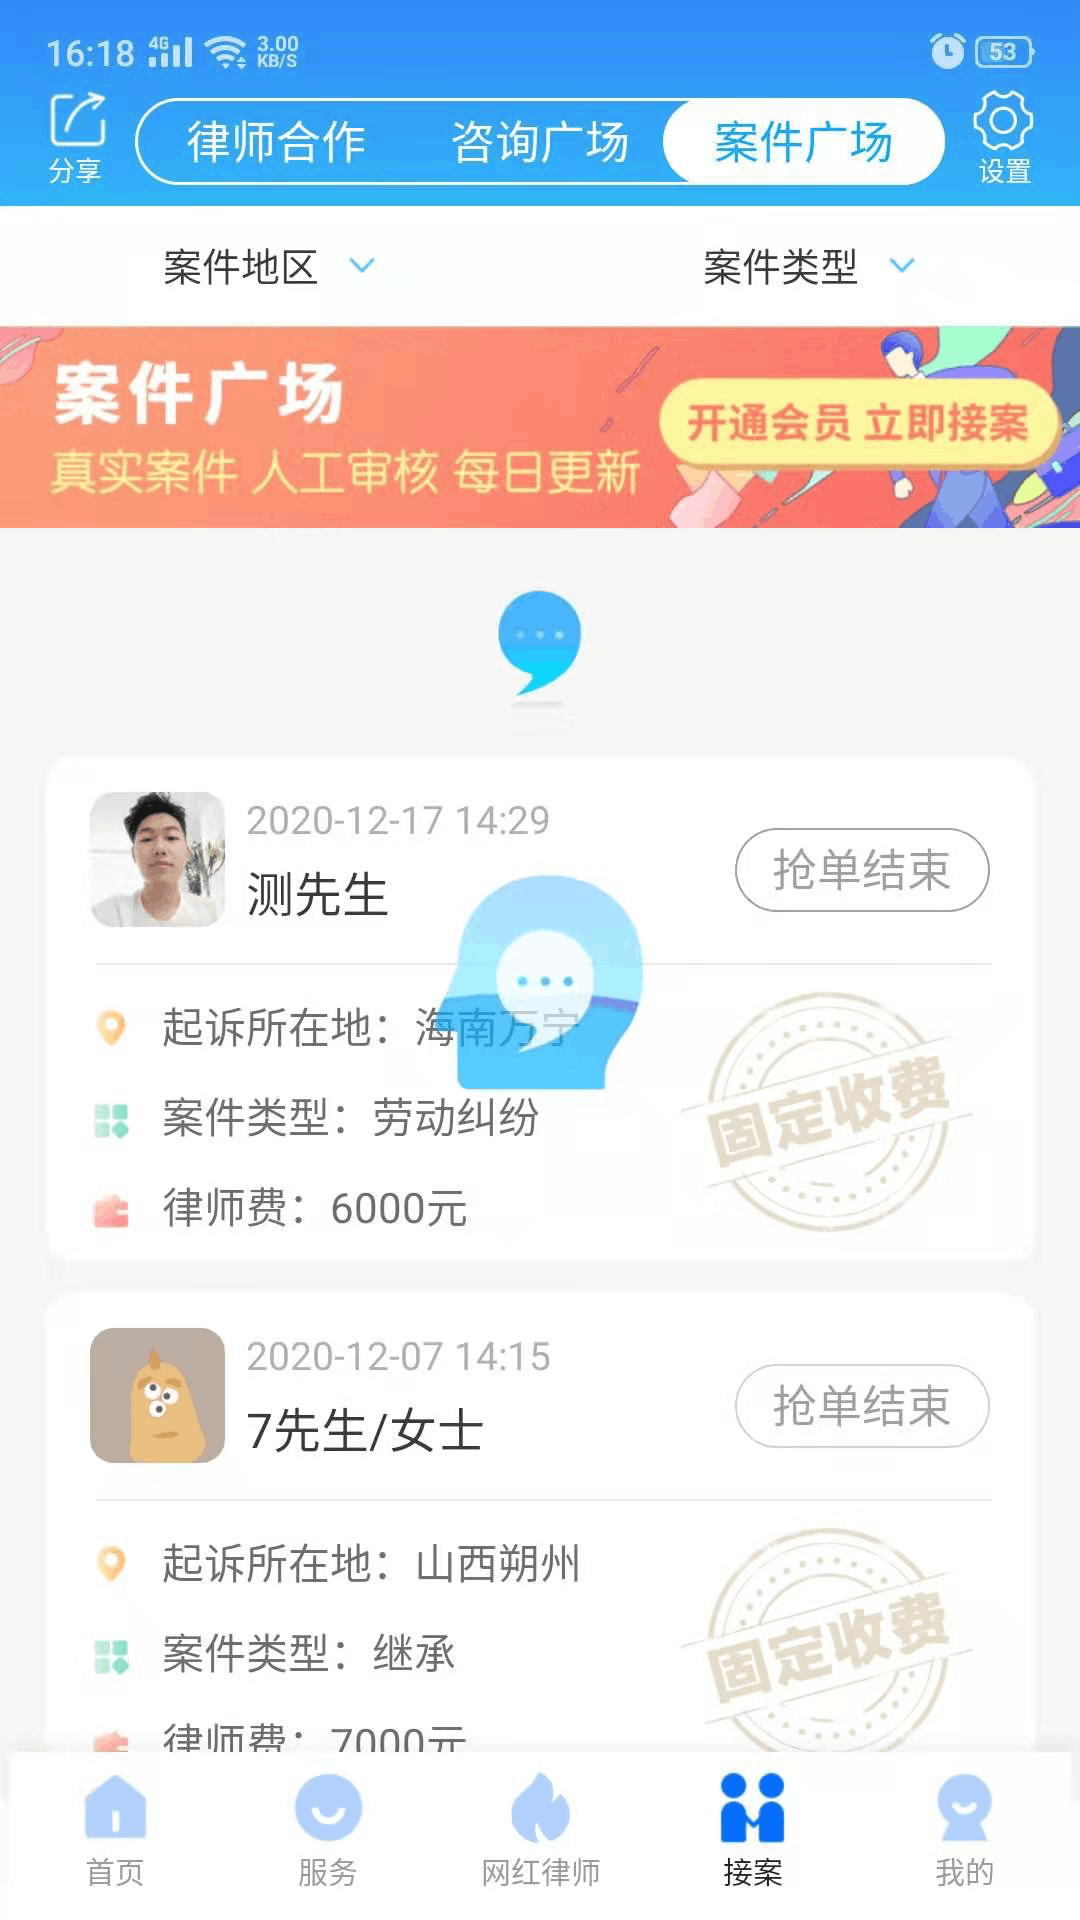 16:18 4G 3.00 KB/S 53
分享 律师合作 咨询广场 案件广场 设置
案件地区 案件类型
案件广场
真实案件 人工审核 每日更新
开通会员 立即接案
2020-12-17 14:29
测先生
抢单结束
起诉所在地：海南万宁
案件类型：劳动纠纷
律师费：6000元
固定收费
2020-12-07 14:15
7先生/女士
抢单结束
起诉所在地：山西朔州
案件类型：继承
律师费：7000元
固定收费
首页 服务 网红律师 接案 我的